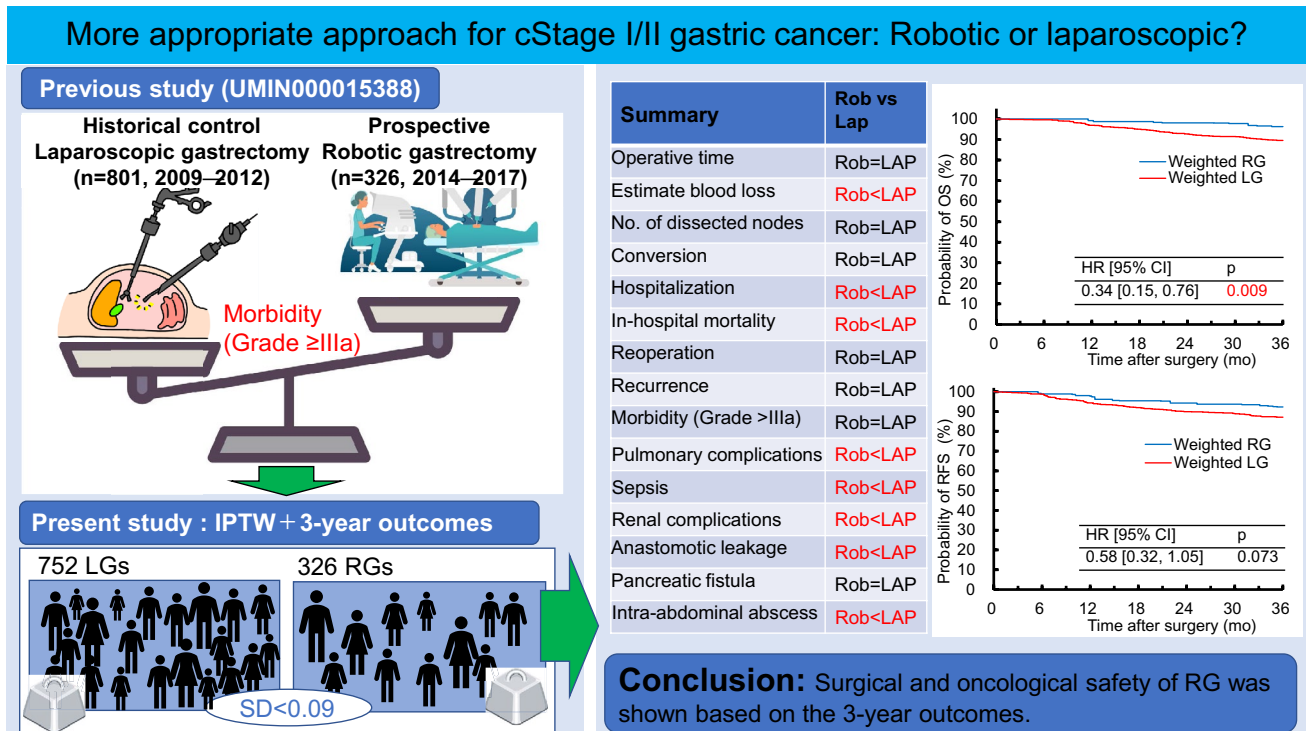 More appropriate approach for cStage I/II gastric cancer: Robotic or laparoscopic?
Previous study (UMIN000015388)
Historical control
Laparoscopic gastrectomy
(n=801, 2009–2012)
Prospective
Robotic gastrectomy
(n=326, 2014–2017)
Morbidity
(Grade ≥IIIa)
Present study : IPTW+3-year outcomes
752 LGs
326 RGs
SD<0.09
Summary Rob vs Lap
Operative time Rob=LAP
Estimate blood loss Rob<LAP
No. of dissected nodes Rob=LAP
Conversion Rob=LAP
Hospitalization Rob<LAP
In-hospital mortality Rob<LAP
Reoperation Rob=LAP
Recurrence Rob=LAP
Morbidity (Grade >IIIa) Rob=LAP
Pulmonary complications Rob<LAP
Sepsis Rob<LAP
Renal complications Rob<LAP
Anastomotic leakage Rob<LAP
Pancreatic fistula Rob=LAP
Intra-abdominal abscess Rob<LAP
Probability of OS (%)
100
90
80
70
60
50
40
30
20
10
0
Weighted RG
Weighted LG
HR [95% CI] p
0.34 [0.15, 0.76] 0.009
0 6 12 18 24 30 36
Time after surgery (mo)
Probability of RFS (%)
100
90
80
70
60
50
40
30
20
10
0
Weighted RG
Weighted LG
HR [95% CI] p
0.58 [0.32, 1.05] 0.073
0 6 12 18 24 30 36
Time after surgery (mo)
Conclusion: Surgical and oncological safety of RG was
shown based on the 3-year outcomes.